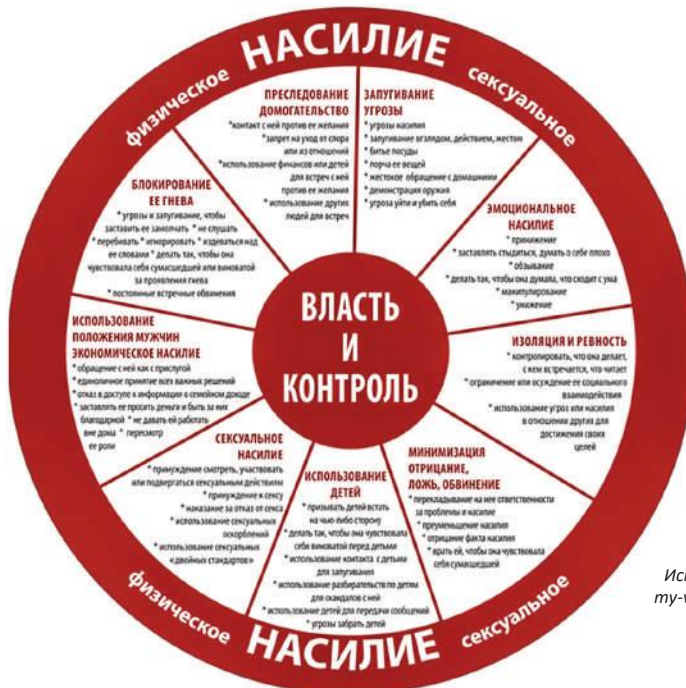 физическое НАСИЛИЕ сексуальное
ПРЕСЛЕДОВАНИЕ
ДОМОГАТЕЛЬСТВО
*контакт с ней против ее желания
*запрет на уход от спора
или из отношений
*использование финансов или детей
для встреч с ней
против ее желания
* использование других
людей для встреч
ЗАПУГИВАНИЕ
УГРОЗЫ
* угрозы насилия
* запугивание взглядом, действием, жестом
* битье посуды
* порча ее вещей
* жестокое обращение с домашними
* демонстрация оружия
* угроза уйти и убить себя
БЛОКИРОВАНИЕ
ЕЕ ГНЕВА
* угрозы и запугивание, чтобы
заставить ее замолчать * не слушать
* перебивать * игнорировать * издеваться над
ее словами * делать так, чтобы она
чувствовала себя сумасшедшей или виноватой
за проявления гнева
* постоянные встречные обвинения
ЭМОЦИОНАЛЬНОЕ
НАСИЛИЕ
* принижение
* заставлять стыдиться, думать о себе плохо
* обзывание
* делать так, чтобы она думала, что сходит с ума
* манипулирование
* унижение
ВЛАСТЬ
И
КОНТРОЛЬ
ИСПОЛЬЗОВАНИЕ
ПОЛОЖЕНИЯ МУЖЧИН
ЭКОНОМИЧЕСКОЕ НАСИЛИЕ
* обращение с ней как с прислугой
* единоличное принятие всех важных решений
* отказ в доступе к информации о семейном доходе
* заставлять ее просить деньги и быть за них
благодарной * не давать ей работать
вне дома * пересмотр
ее роли
ИЗОЛЯЦИЯ И РЕВНОСТЬ
* контролировать, что она делает,
с кем встречается, что читает
* ограничение или осуждение ее социального
взаимодействия
* использование угроз или насилия
в отношении других для
достижения своих
целей
СЕКСУАЛЬНОЕ
НАСИЛИЕ
* принуждение смотреть, участвовать
или подвергаться сексуальным действиям
* принуждение к сексу
* наказание за отказ от секса
* использование сексуальных
оскорблений
* использование сексуальных
«двойных стандартов»
ИСПОЛЬЗОВАНИЕ
ДЕТЕЙ
* призывать детей встать
на чью-либо сторону
* делать так, чтобы она чувствовала
себя виноватой перед детьми
* использование контакта с детьми
для запугивания
* использование разбирательств по детям
для скандалов с ней
* использование детей для передачи сообщений
* угрозы забрать детей
МИНИМИЗАЦИЯ
ОТРИЦАНИЕ,
ЛОЖЬ, ОБВИНЕНИЕ
* перекладывание на нее ответственности
за проблемы и насилие
* преуменьшение насилия
* отрицание факта насилия
* врать ей, чтобы она чувствовала
себя сумасшедшей
физическое НАСИЛИЕ сексуальное